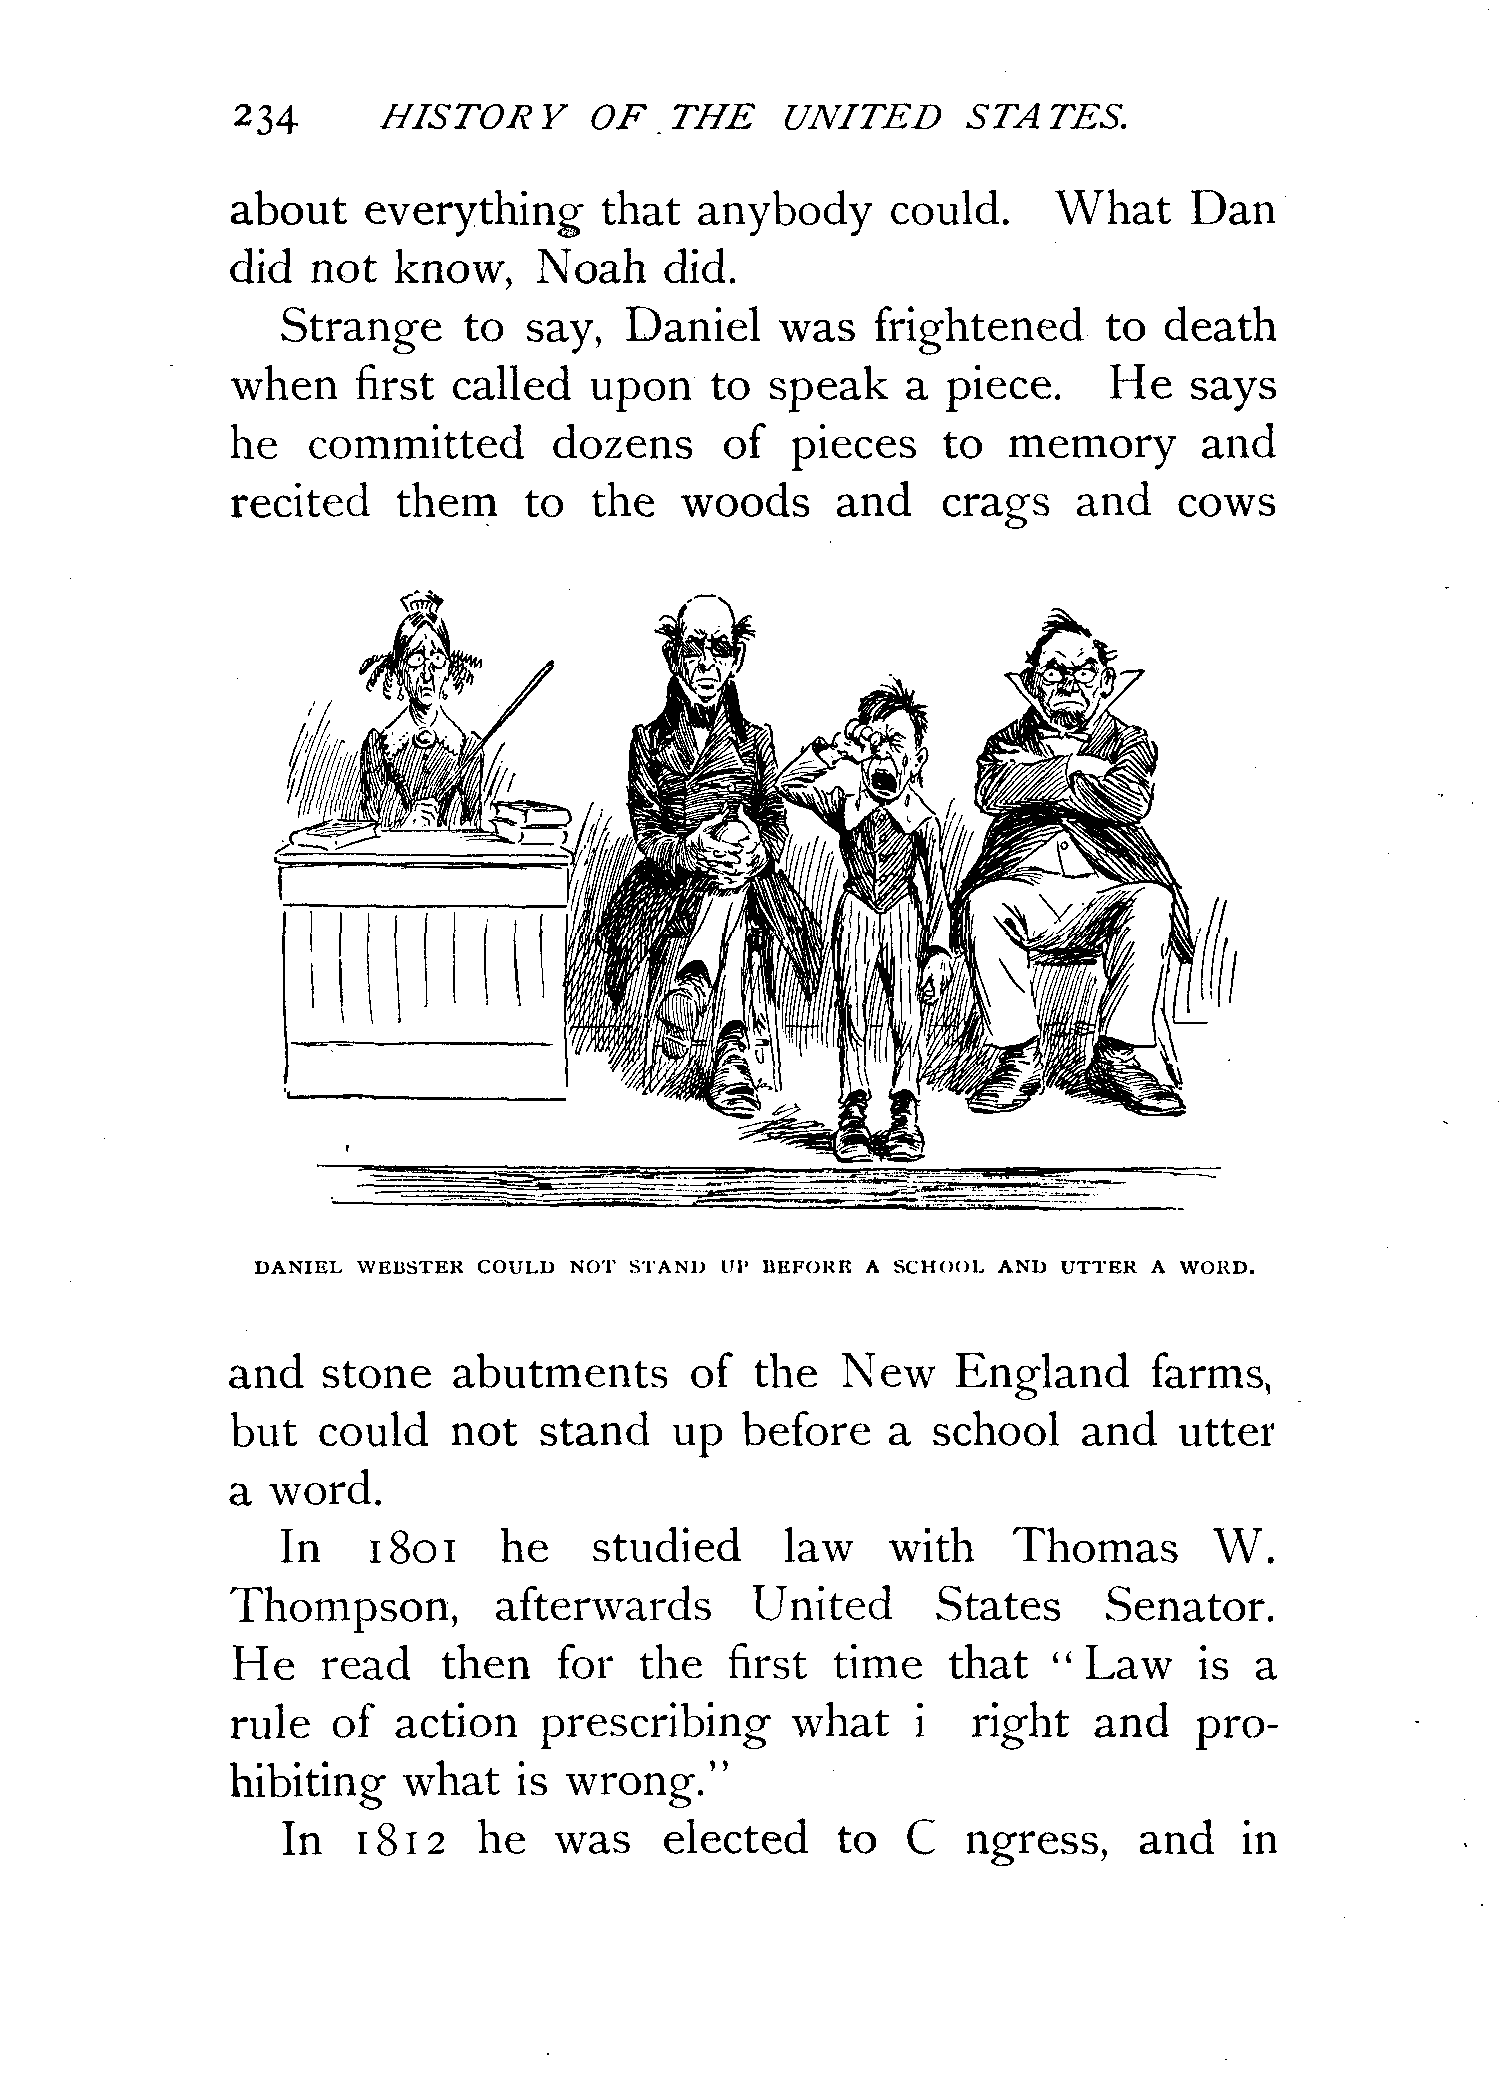 234 HISTORY OF THE UNITED STATES.
about everything that anybody could. What Dan
did not know, Noah did.
Strange to say, Daniel was frightened to death
when first called upon to speak a piece. He says
he committed dozens of pieces to memory and
recited them to the woods and crags and cows
DANIEL WEBSTER COULD NOT STAND UP BEFORE A SCHOOL AND UTTER A WORD.
and stone abutments of the New England farms,
but could not stand up before a school and utter
a word.
In 1801 he studied law with Thomas W.
Thompson, afterwards United States Senator.
He read then for the first time that “Law is a
rule of action prescribing what i right and pro-
hibiting what is wrong.”
In 1812 he was elected to C ngress, and in